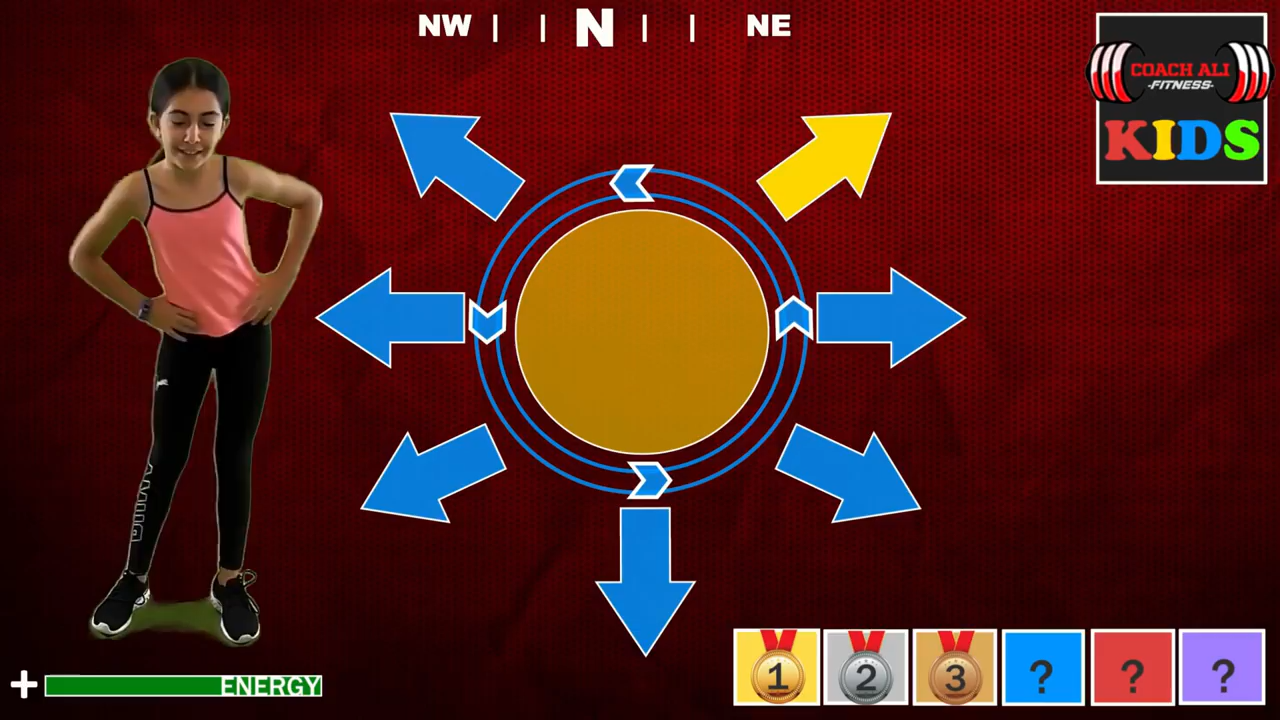 NW | | N | | NE
COACH ALI
-FITNESS-
KIDS
+ ENERGY
1 2 3 ? ? ?